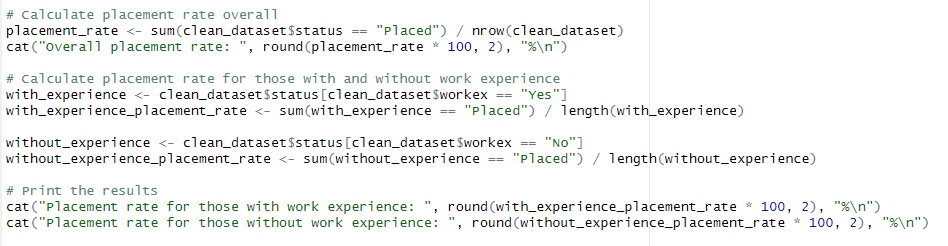 # Calculate placement rate overall
placement_rate <- sum(clean_dataset$status == "Placed") / nrow(clean_dataset)
cat("Overall placement rate: ", round(placement_rate * 100, 2), "%\n")
# Calculate placement rate for those with and without work experience
with_experience <- clean_dataset$status[clean_dataset$workex == "Yes"]
with_experience_placement_rate <- sum(with_experience == "Placed") / length(with_experience)
without_experience <- clean_dataset$status[clean_dataset$workex == "No"]
without_experience_placement_rate <- sum(without_experience == "Placed") / length(without_experience)
# Print the results
cat("Placement rate for those with work experience: ", round(with_experience_placement_rate * 100, 2), "%\n")
cat("Placement rate for those without work experience: ", round(without_experience_placement_rate * 100, 2), "%\n")